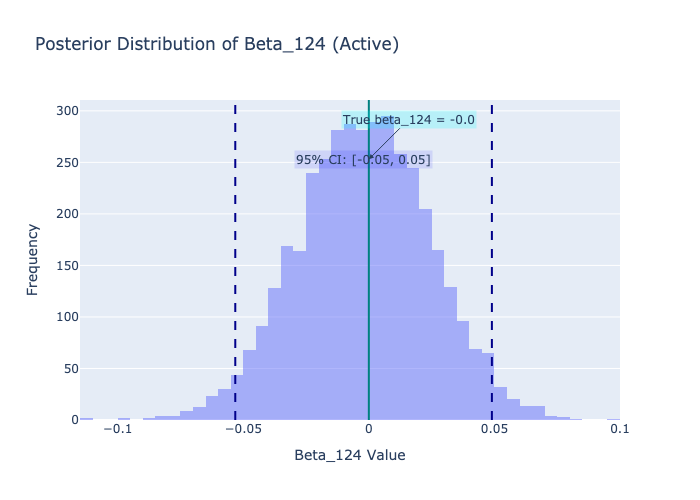 Posterior Distribution of Beta_124 (Active)
300
True beta_124 = -0.0
250
95% CI: [-0.05, 0.05]
200
150
100
50
0
Frequency
−0.1
−0.05
0
0.05
0.1
Beta_124 Value